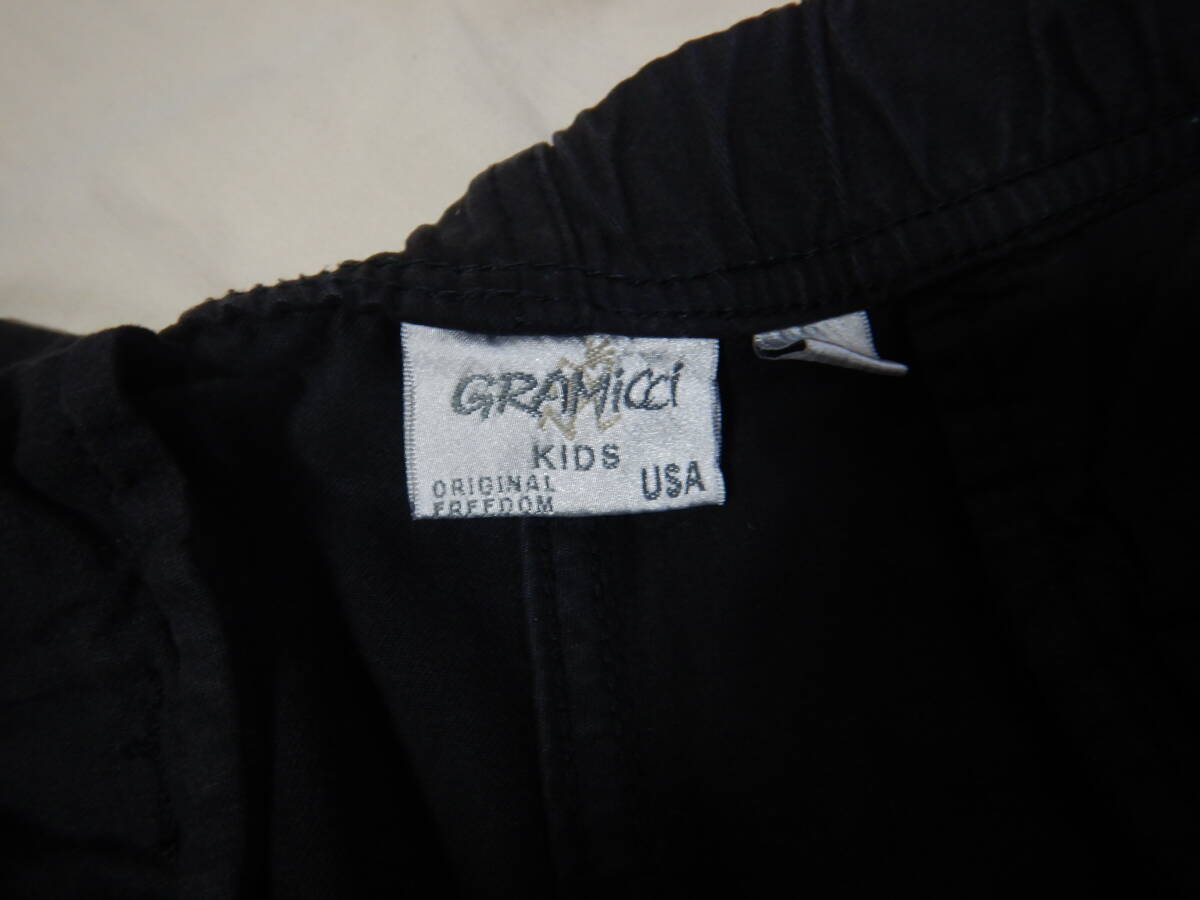 GRAMiCCi
KIDS
ORIGINAL
FREEDOM
USA